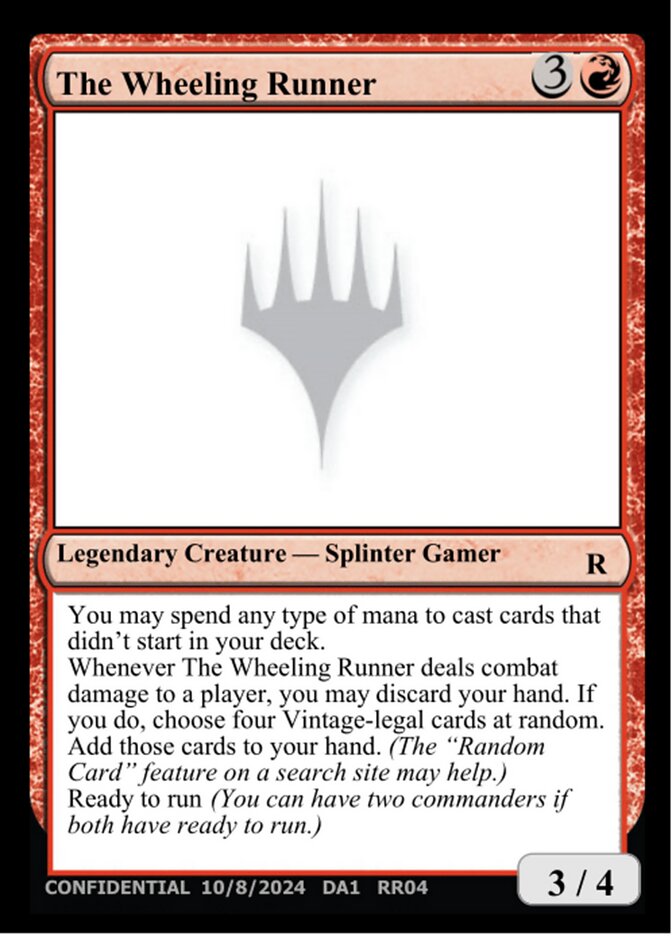 The Wheeling Runner 3
Legendary Creature — Splinter Gamer
R
You may spend any type of mana to cast cards that
didn’t start in your deck.
Whenever The Wheeling Runner deals combat
damage to a player, you may discard your hand. If
you do, choose four Vintage-legal cards at random.
Add those cards to your hand. (The “Random
Card” feature on a search site may help.)
Ready to run (You can have two commanders if
both have ready to run.)
CONFIDENTIAL 10/8/2024 DA1 RR04
3 / 4